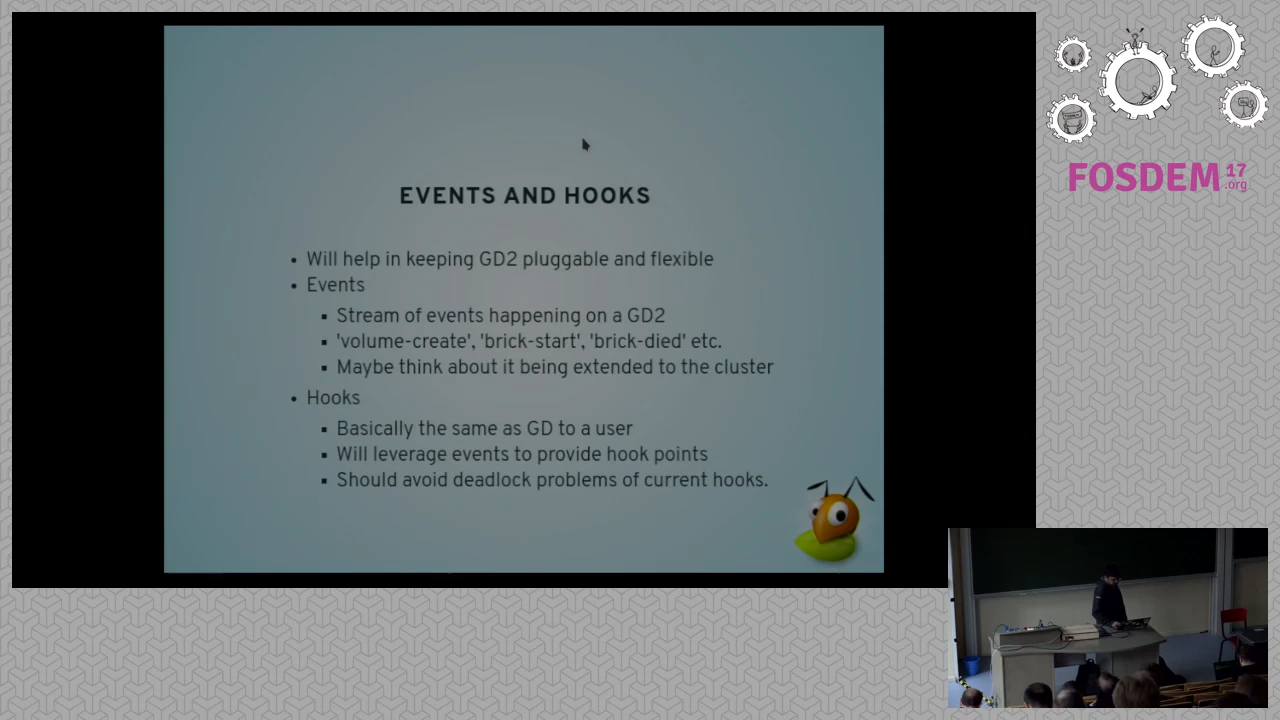 EVENTS AND HOOKS
• Will help in keeping GD2 pluggable and flexible
• Events
▪ Stream of events happening on a GD2
▪ 'volume-create', 'brick-start', 'brick-died' etc.
▪ Maybe think about it being extended to the cluster
• Hooks
▪ Basically the same as GD to a user
▪ Will leverage events to provide hook points
▪ Should avoid deadlock problems of current hooks.
FOSDEM 17
.org